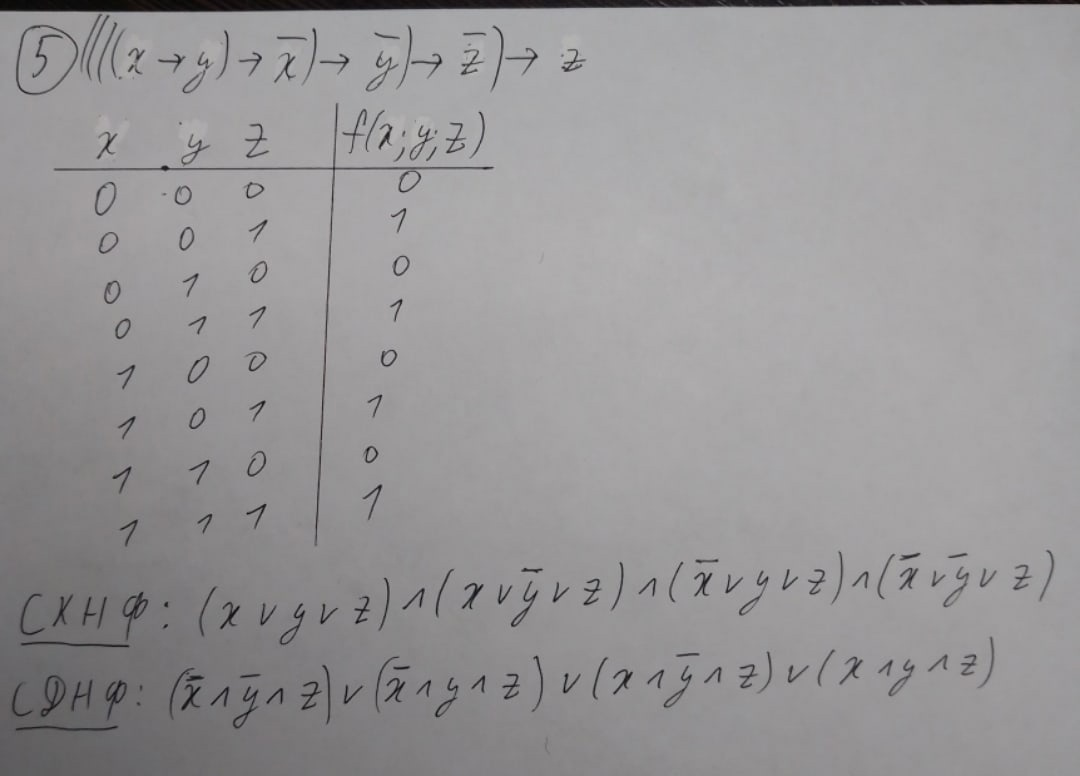 5 ((((x → y) → x̄) → ȳ) → z̄) → z
x y z f(x;y;z)
0 0 0 0
0 0 1 1
0 1 0 0
0 1 1 1
1 0 0 0
1 0 1 1
1 1 0 0
1 1 1 1
СКНФ: (x ∨ y ∨ z) ∧ (x ∨ ȳ ∨ z) ∧ (x̄ ∨ y ∨ z) ∧ (x̄ ∨ ȳ ∨ z)
СДНФ: (x̄ ∧ ȳ ∧ z) ∨ (x̄ ∧ y ∧ z) ∨ (x ∧ ȳ ∧ z) ∨ (x ∧ y ∧ z)